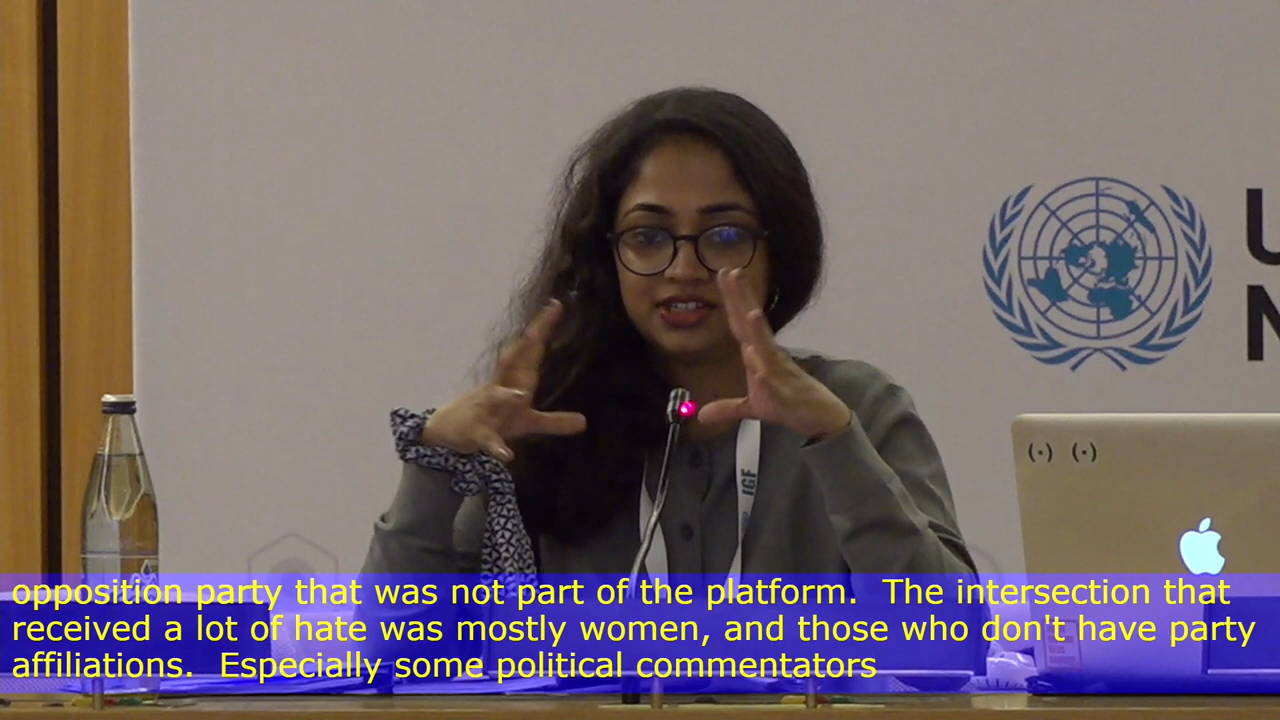 U
N
IGF
opposition party that was not part of the platform.  The intersection that
received a lot of hate was mostly women, and those who don't have party
affiliations.  Especially some political commentators